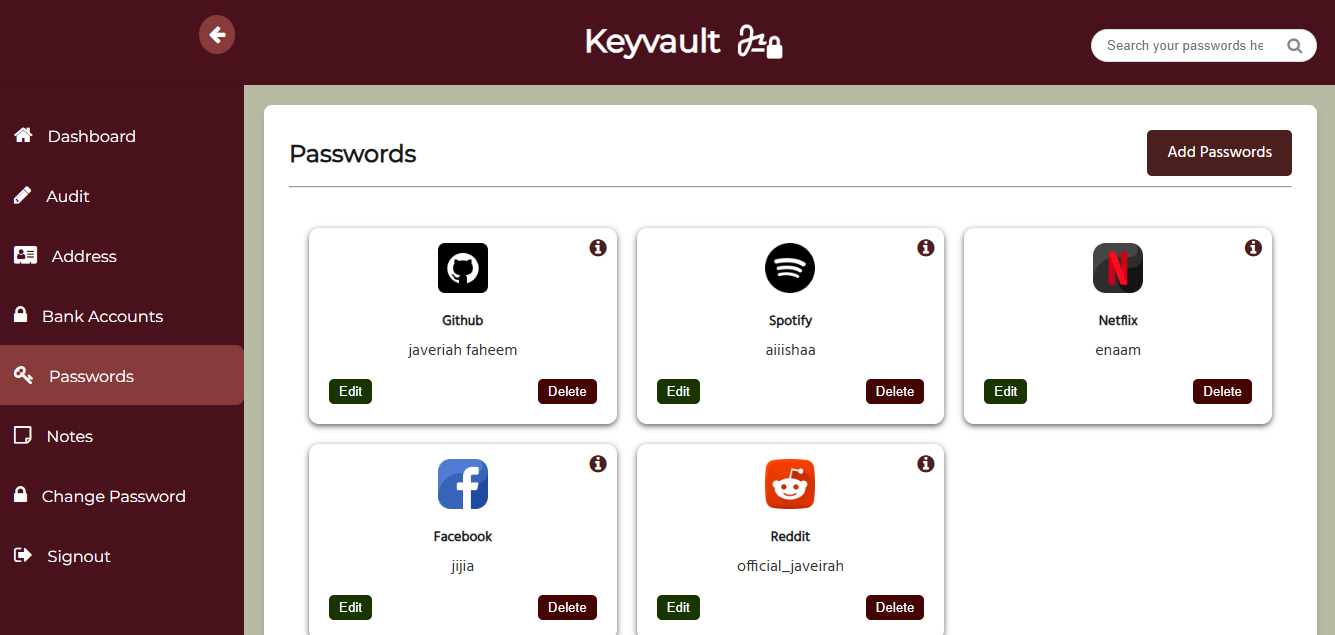 Keyvault
Search your passwords he
Dashboard
Audit
Address
Bank Accounts
Passwords
Notes
Change Password
Signout
Passwords
Add Passwords
Github
javeriah faheem
Edit
Delete
Spotify
aiiishaa
Edit
Delete
Netflix
enaam
Edit
Delete
Facebook
jijia
Edit
Delete
Reddit
official_javeirah
Edit
Delete